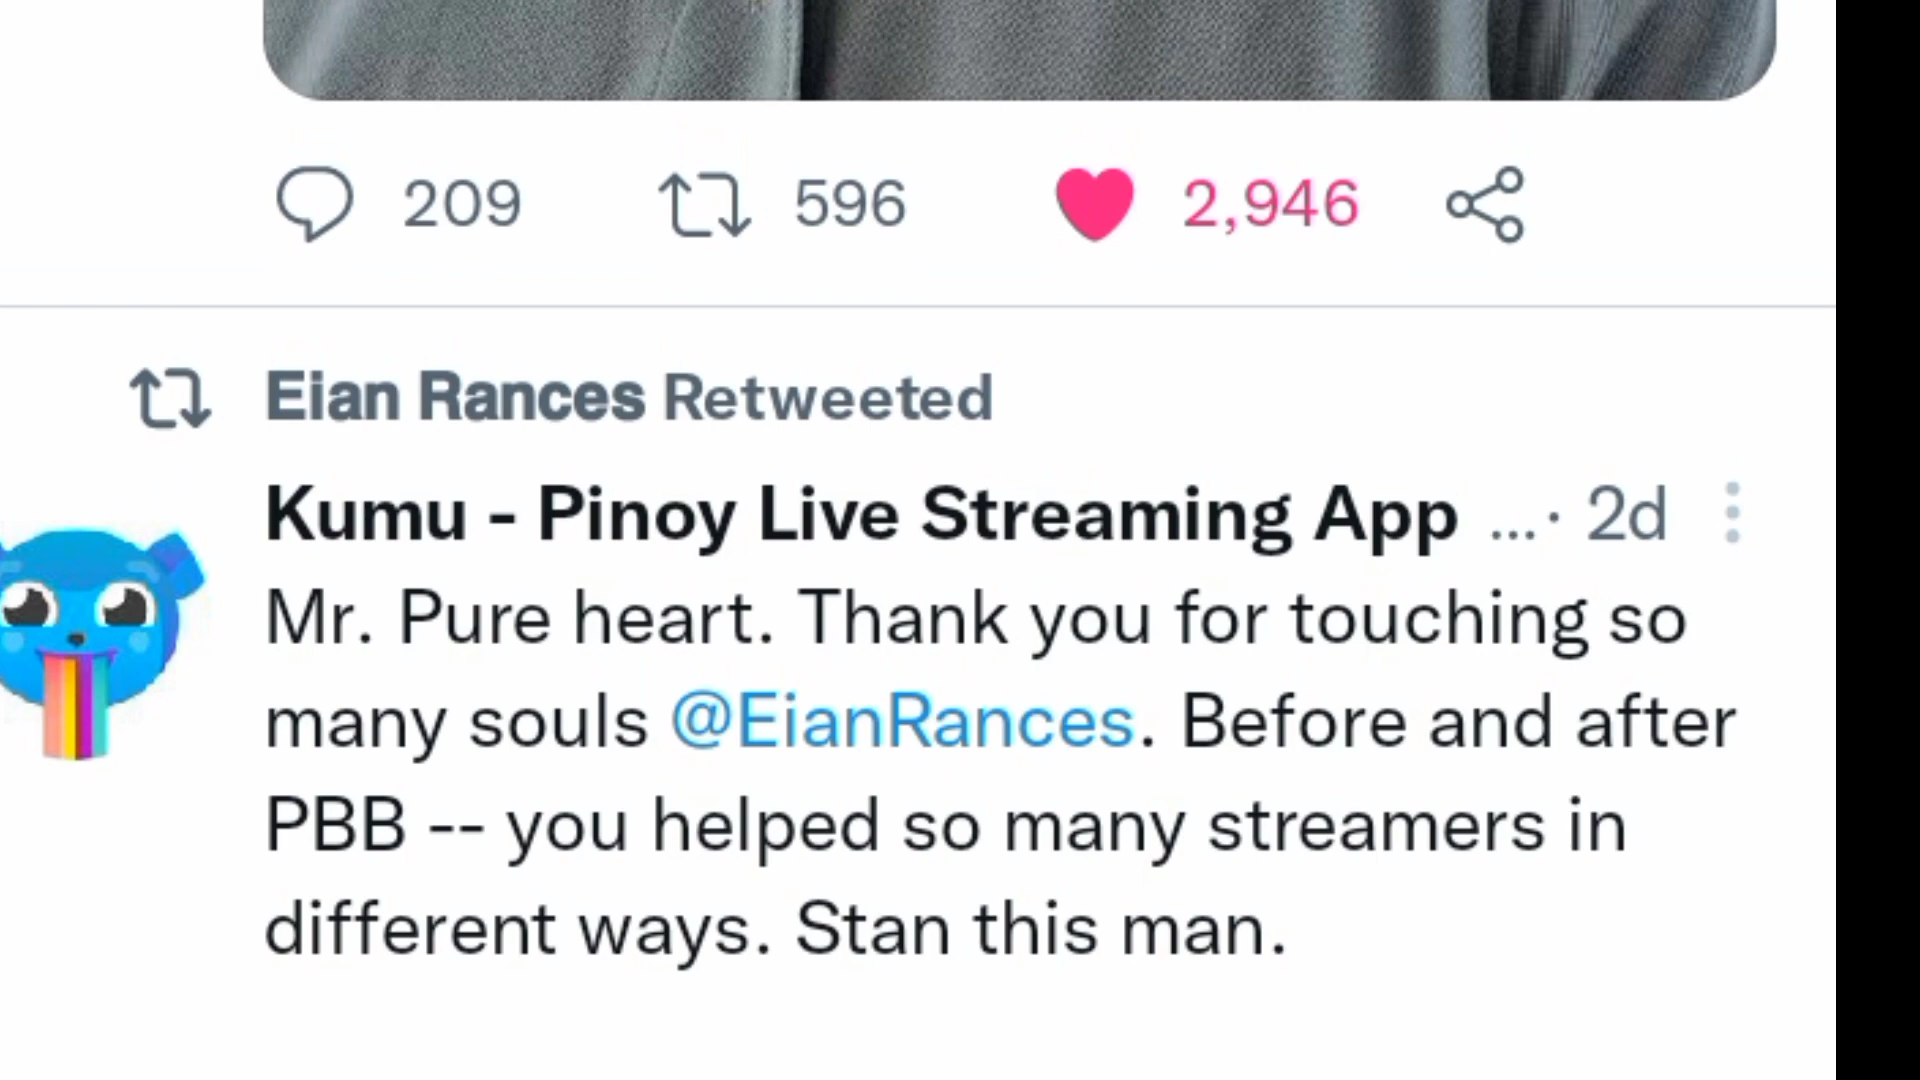 209 596 2,946
Eian Rances Retweeted
Kumu - Pinoy Live Streaming App ... · 2d
Mr. Pure heart. Thank you for touching so
many souls @EianRances. Before and after
PBB -- you helped so many streamers in
different ways. Stan this man.